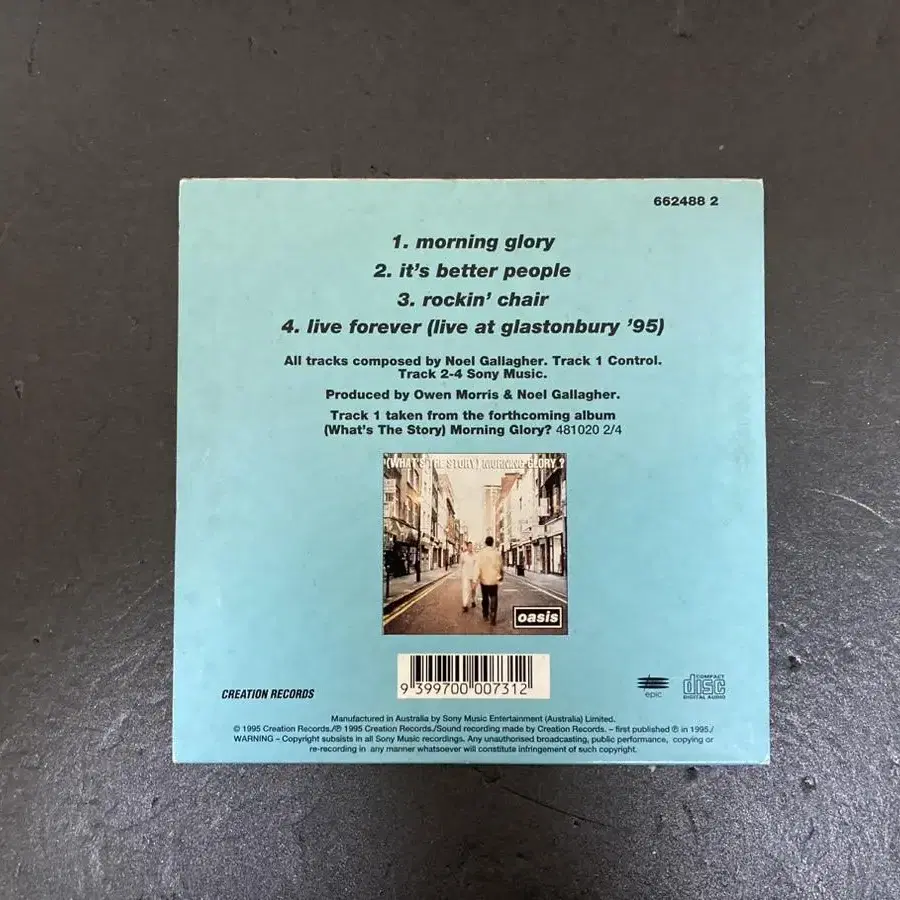 662488 2
1. morning glory
2. it's better people
3. rockin' chair
4. live forever (live at glastonbury '95)
All tracks composed by Noel Gallagher. Track 1 Control.
Track 2-4 Sony Music.
Produced by Owen Morris & Noel Gallagher.
Track 1 taken from the forthcoming album
(What's The Story) Morning Glory? 481020 2/4
(WHAT'S THE STORY) MORNING GLORY ?
oasis
9 399700 007312
CREATION RECORDS
epic
COMPACT
disc
DIGITAL AUDIO
Manufactured in Australia by Sony Music Entertainment (Australia) Limited.
© 1995 Creation Records./℗ 1995 Creation Records./Sound recording made by Creation Records. – first published ℗ in 1995./
WARNING – Copyright subsists in all Sony Music recordings. Any unauthorised broadcasting, public performance, copying or
re-recording in any manner whatsoever will constitute infringement of such copyright.